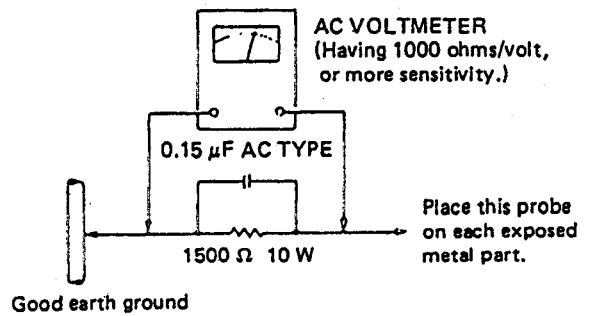 AC VOLTMETER
(Having 1000 ohms/volt,
or more sensitivity.)
0.15 μF AC TYPE
1500 Ω 10 W
Place this probe
on each exposed
metal part.
Good earth ground